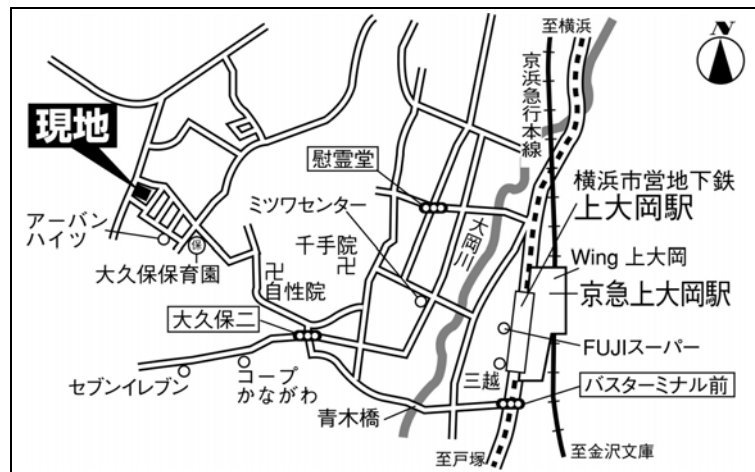 至横浜
N
京浜急行本線
現地
慰霊堂
横浜市営地下鉄
上大岡駅
ミツワセンター
アーバン
ハイツ
保
大久保保育園
千手院
卍
卍
自性院
大岡川
Wing 上大岡
京急上大岡駅
大久保二
FUJIスーパー
三越
セブンイレブン
コープ
かながわ
バスターミナル前
青木橋
至戸塚
至金沢文庫